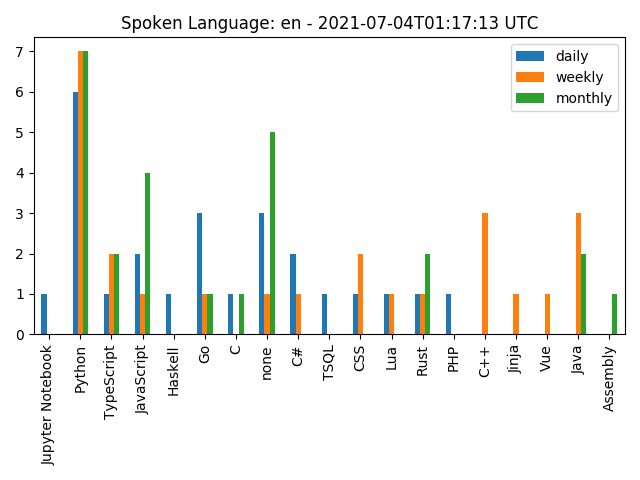 Spoken Language: en - 2021-07-04T01:17:13 UTC
daily
weekly
monthly
7
6
5
4
3
2
1
0
Jupyter Notebook
Python
TypeScript
JavaScript
Haskell
Go
C
none
C#
TSQL
CSS
Lua
Rust
PHP
C++
Jinja
Vue
Java
Assembly